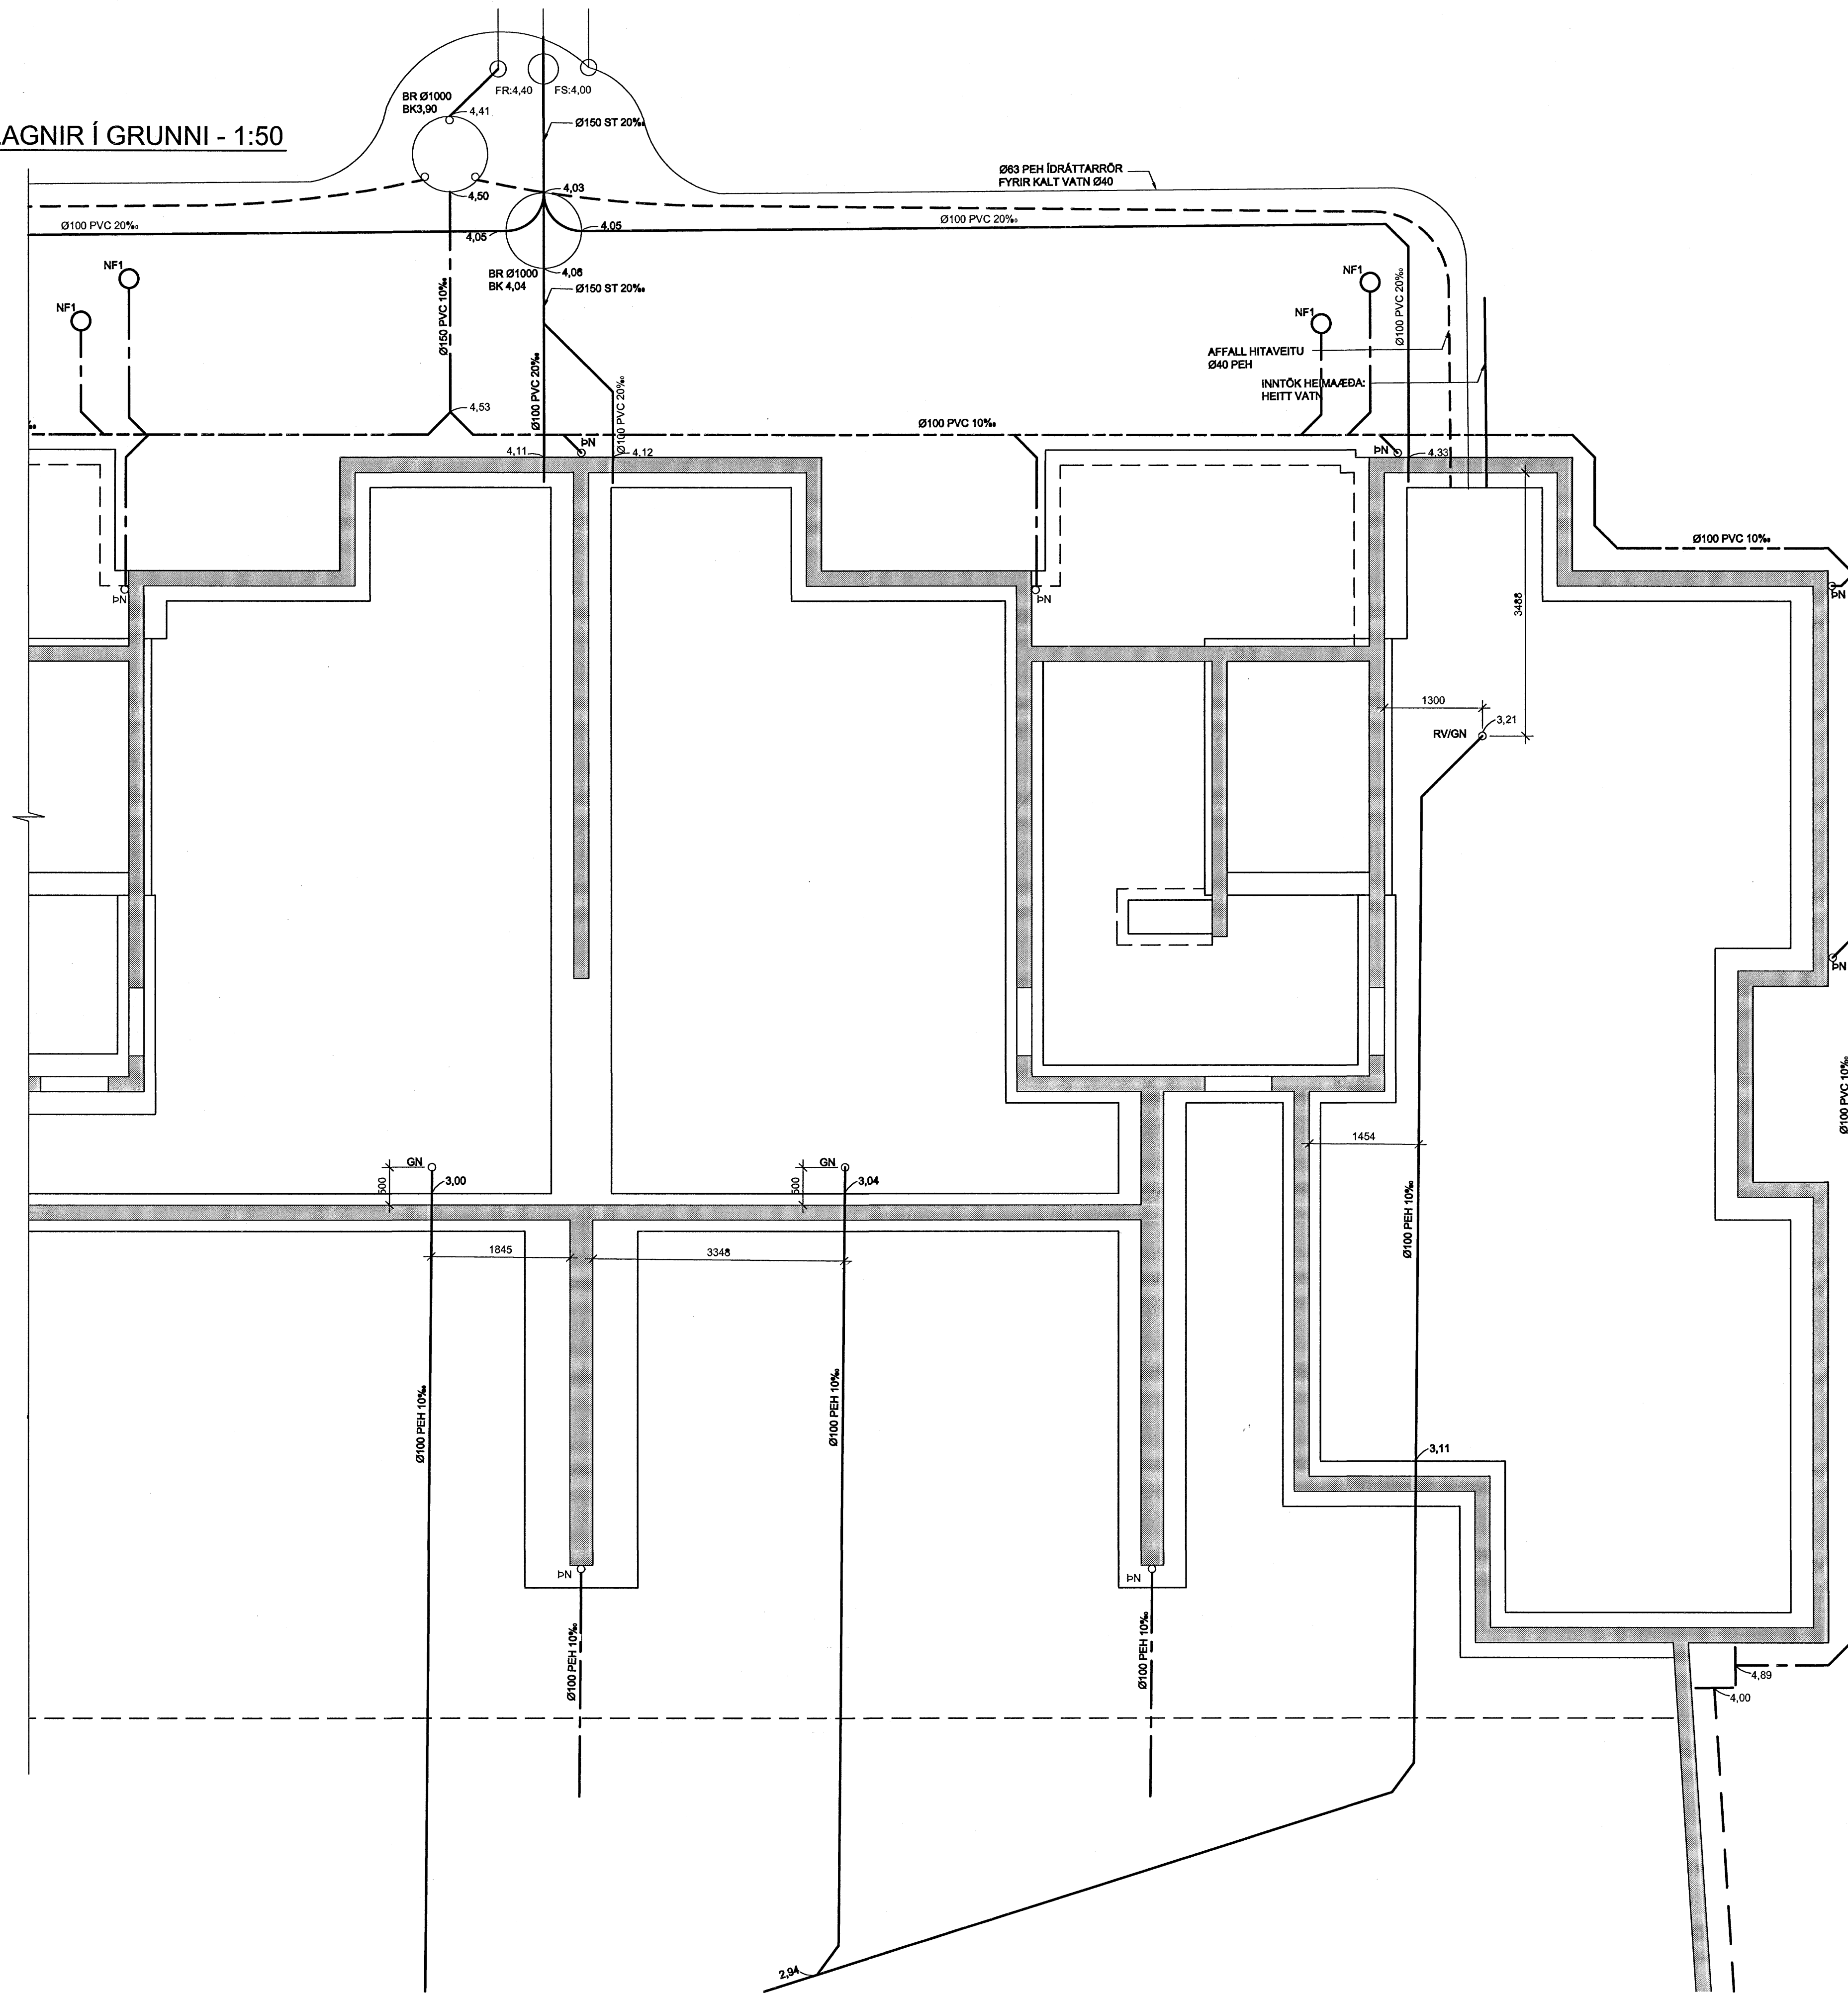 AGNIR Í GRUNNI - 1:50
BR Ø1000
BK3,90
4,41
FR:4,40
FS:4,00
Ø150 ST 20‰
Ø63 PEH ÍDRÁTTARRÖR
FYRIR KALT VATN Ø40
4,50
4,03
Ø100 PVC 20‰
4,05
4,05
Ø100 PVC 20‰
BR Ø1000
BK 4,04
4,06
Ø150 ST 20‰
NF1
NF1
NF1
NF1
Ø150 PVC 10‰
Ø100 PVC 20‰
Ø100 PVC 20‰
Ø100 PVC 20‰
AFFALL HITAVEITU
Ø40 PEH
INNTÖK HEIMAÆÐA:
HEITT VATN
4,53
Ø100 PVC 10‰
ÞN
ÞN
4,11
4,12
4,33
Ø100 PVC 10‰
ÞN
ÞN
ÞN
3488
1300
3,21
RV/GN
ÞN
Ø100 PVC 10‰
1454
GN
3,00
500
GN
3,04
500
Ø100 PEH 10‰
1845
3348
Ø100 PEH 10‰
Ø100 PEH 10‰
3,11
ÞN
ÞN
Ø100 PEH 10‰
Ø100 PEH 10‰
4,89
4,00
2,94